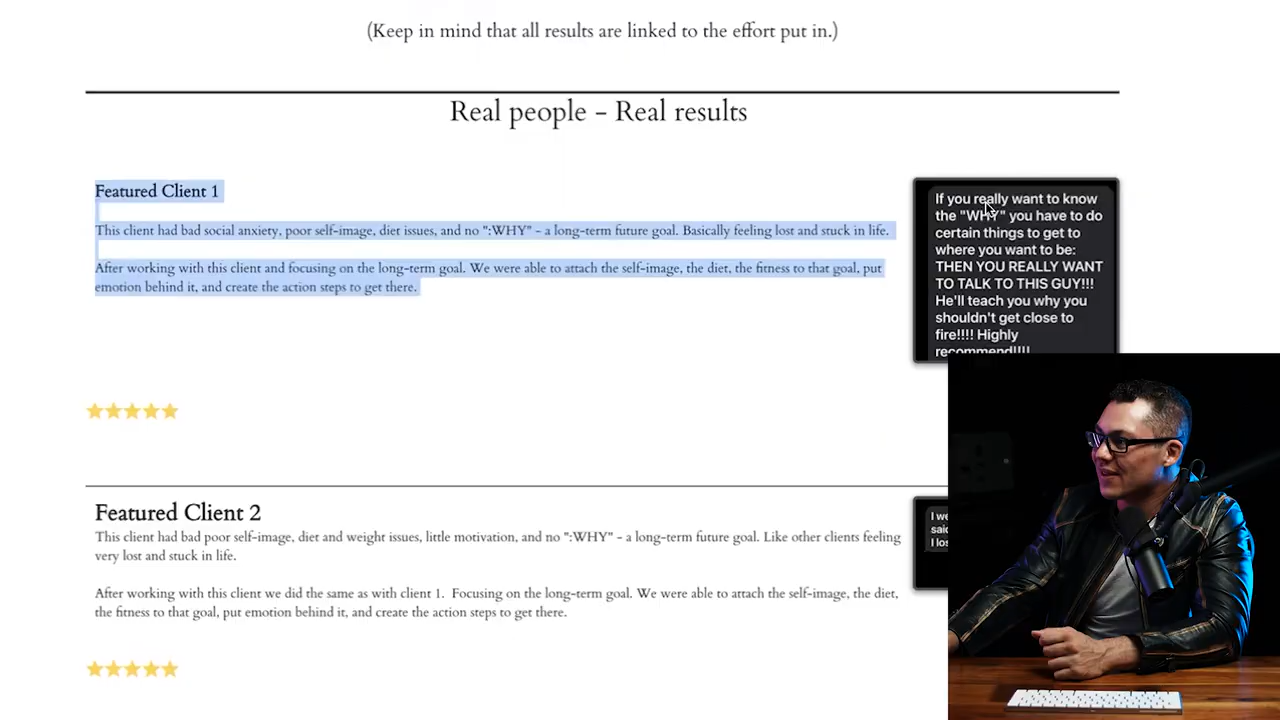 (Keep in mind that all results are linked to the effort put in.)
Real people - Real results
Featured Client 1
This client had bad social anxiety, poor self-image, diet issues, and no ":WHY" - a long-term future goal. Basically feeling lost and stuck in life.
After working with this client and focusing on the long-term goal. We were able to attach the self-image, the diet, the fitness to that goal, put
emotion behind it, and create the action steps to get there.
If you really want to know
the "WHY" you have to do
certain things to get to
where you want to be:
THEN YOU REALLY WANT
TO TALK TO THIS GUY!!!
He'll teach you why you
shouldn't get close to
fire!!!! Highly
recommend!!!!
Featured Client 2
This client had bad poor self-image, diet and weight issues, little motivation, and no ":WHY" - a long-term future goal. Like other clients feeling
very lost and stuck in life.
After working with this client we did the same as with client 1. Focusing on the long-term goal. We were able to attach the self-image, the diet,
the fitness to that goal, put emotion behind it, and create the action steps to get there.
I we
said
I los